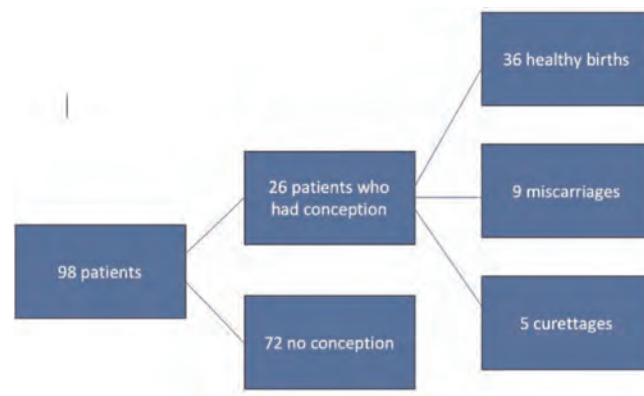 36 healthy births
26 patients who
had conception
9 miscarriages
98 patients
5 curettages
72 no conception